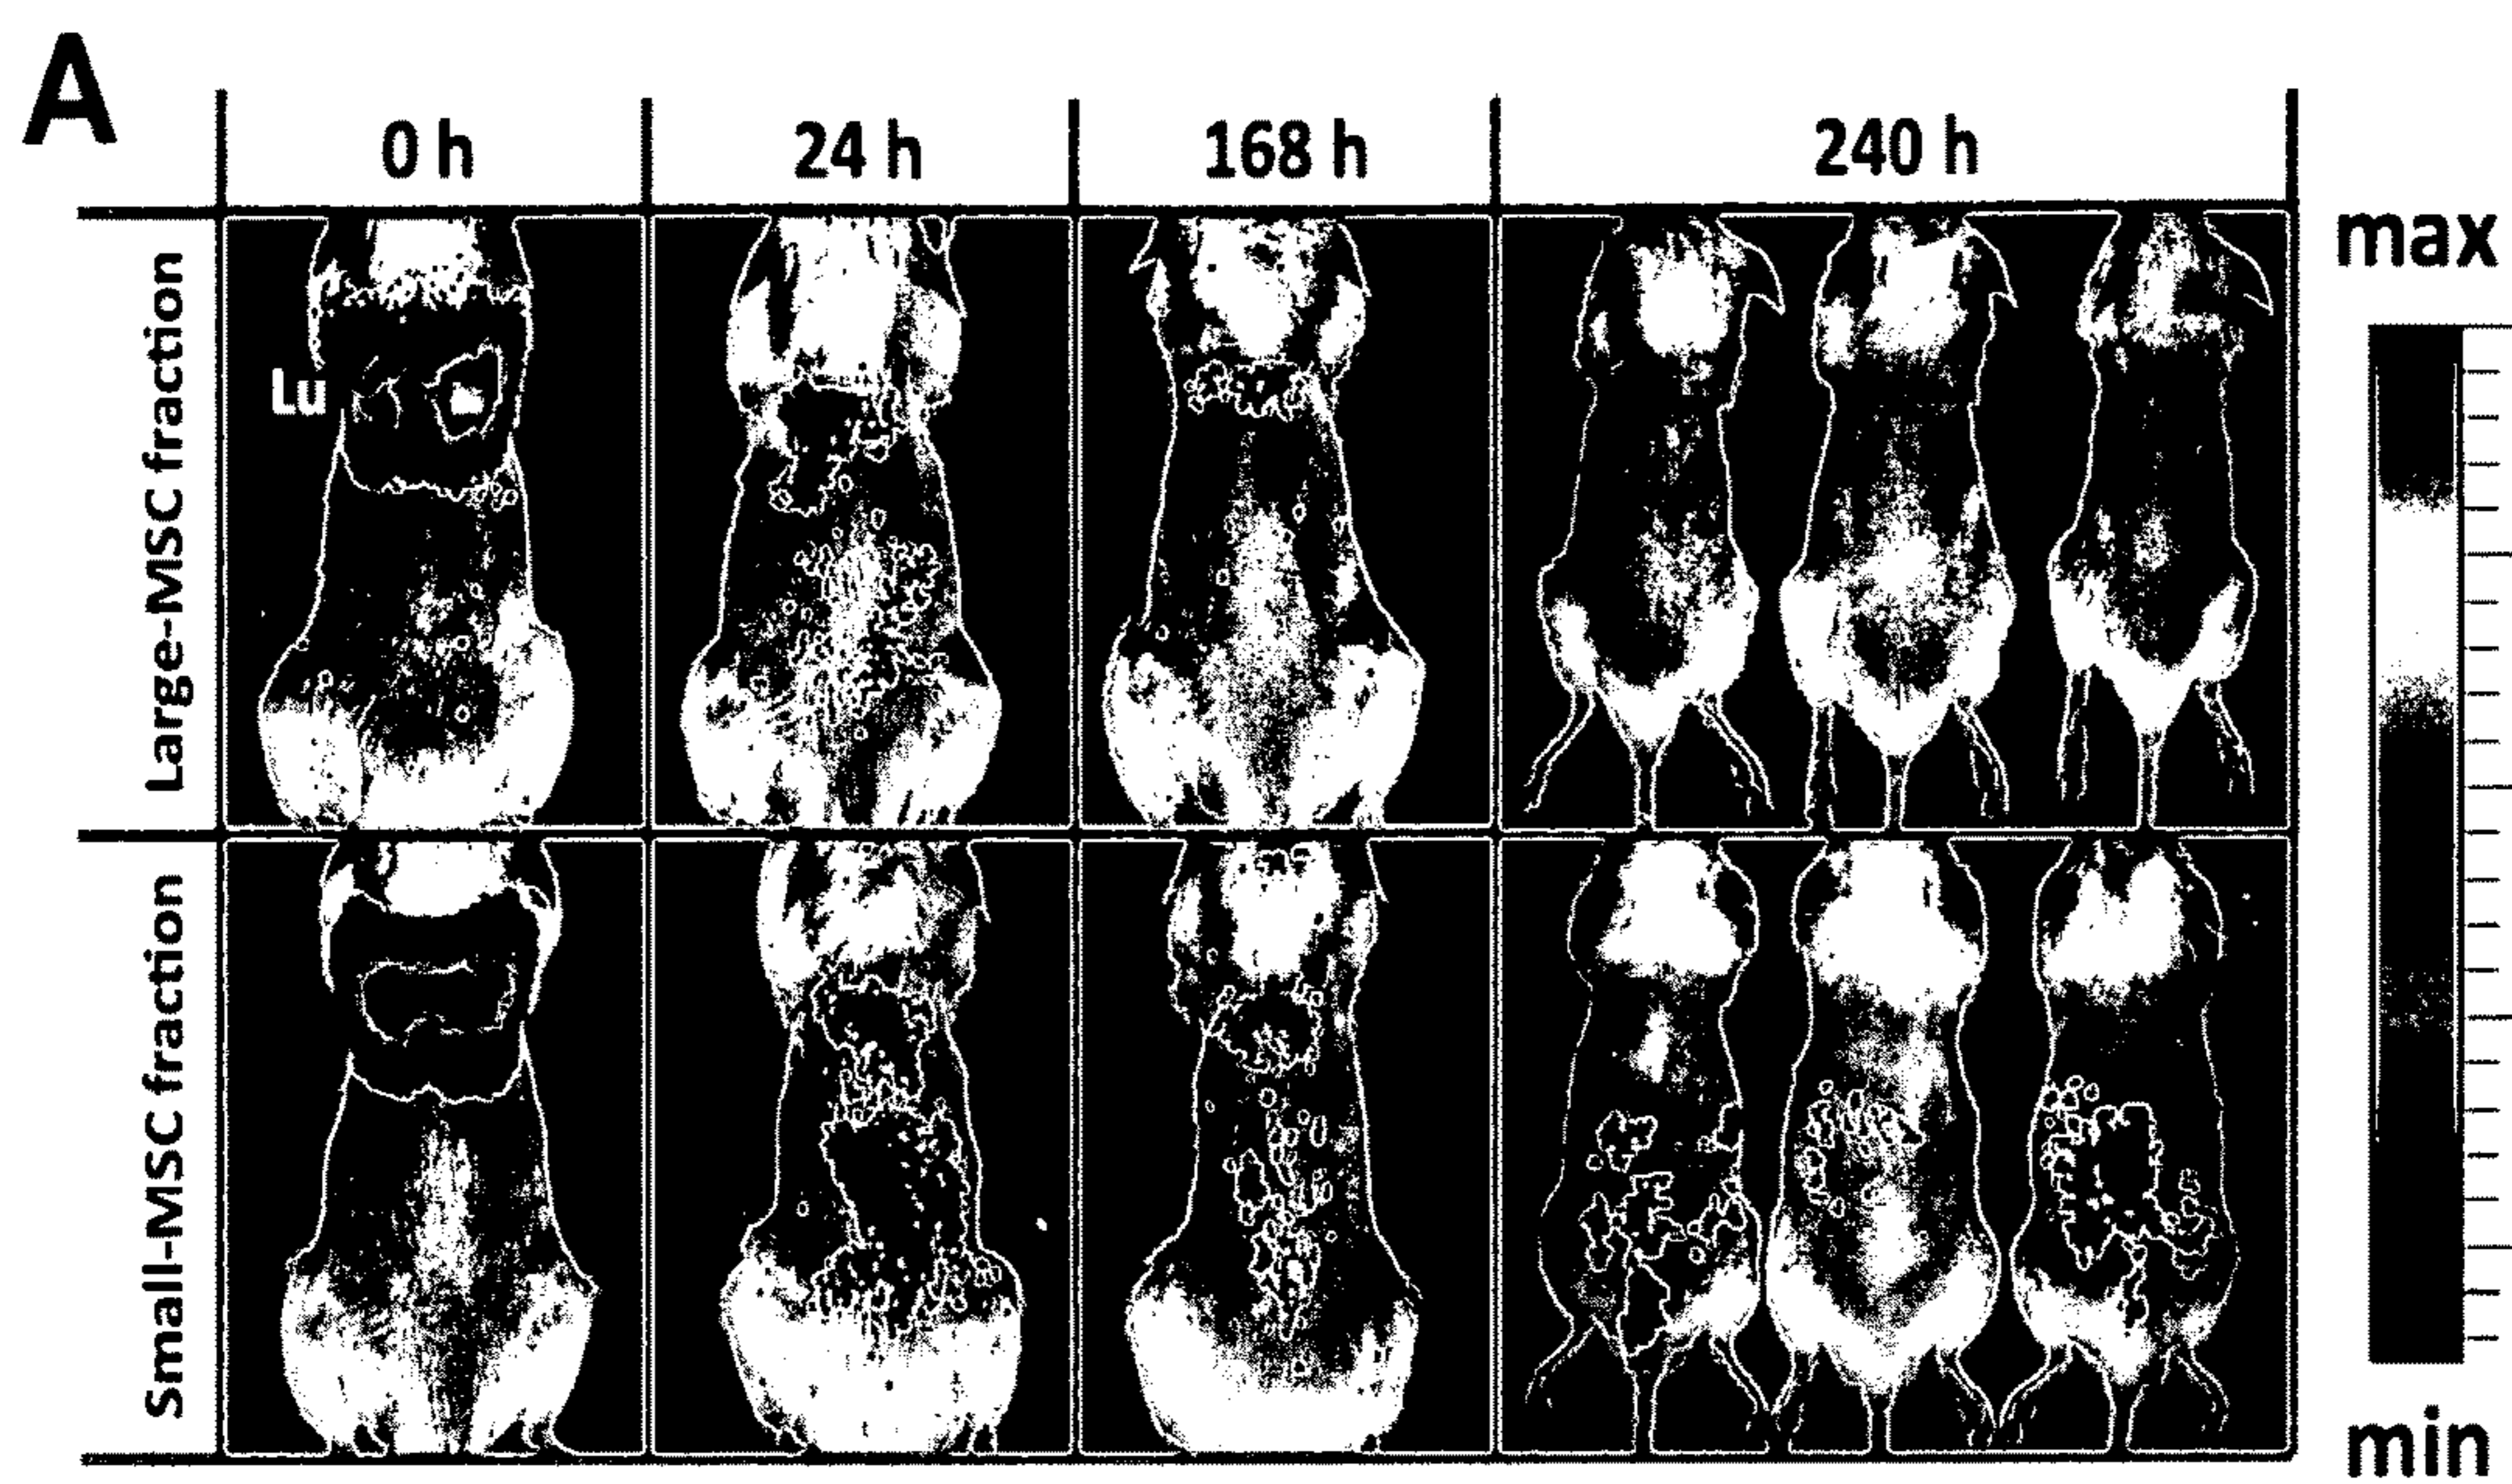 A
0 h
24 h
168 h
240 h
max
Large-MSC fraction
Lu
Small-MSC fraction
min